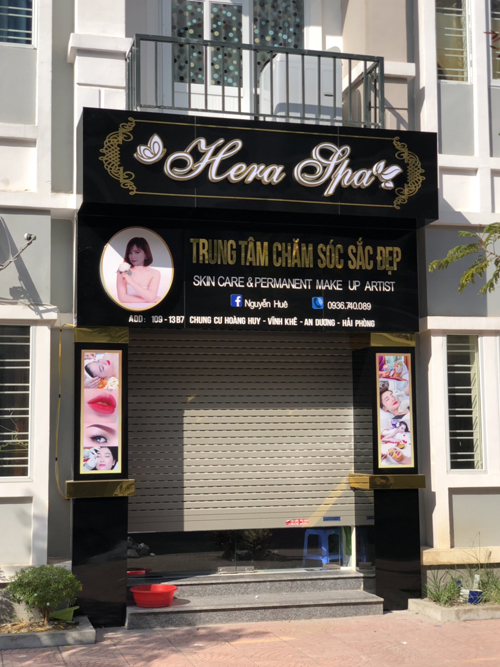 Hera Spa
TRUNG TÂM CHĂM SÓC SẮC ĐẸP
SKIN CARE & PERMANENT MAKE UP ARTIST
f Nguyễn Huê 0936.740.089
ADD: 109 - 13B7 CHUNG CƯ HOÀNG HUY - VĨNH KHÊ - AN DƯƠNG - HẢI PHÒNG